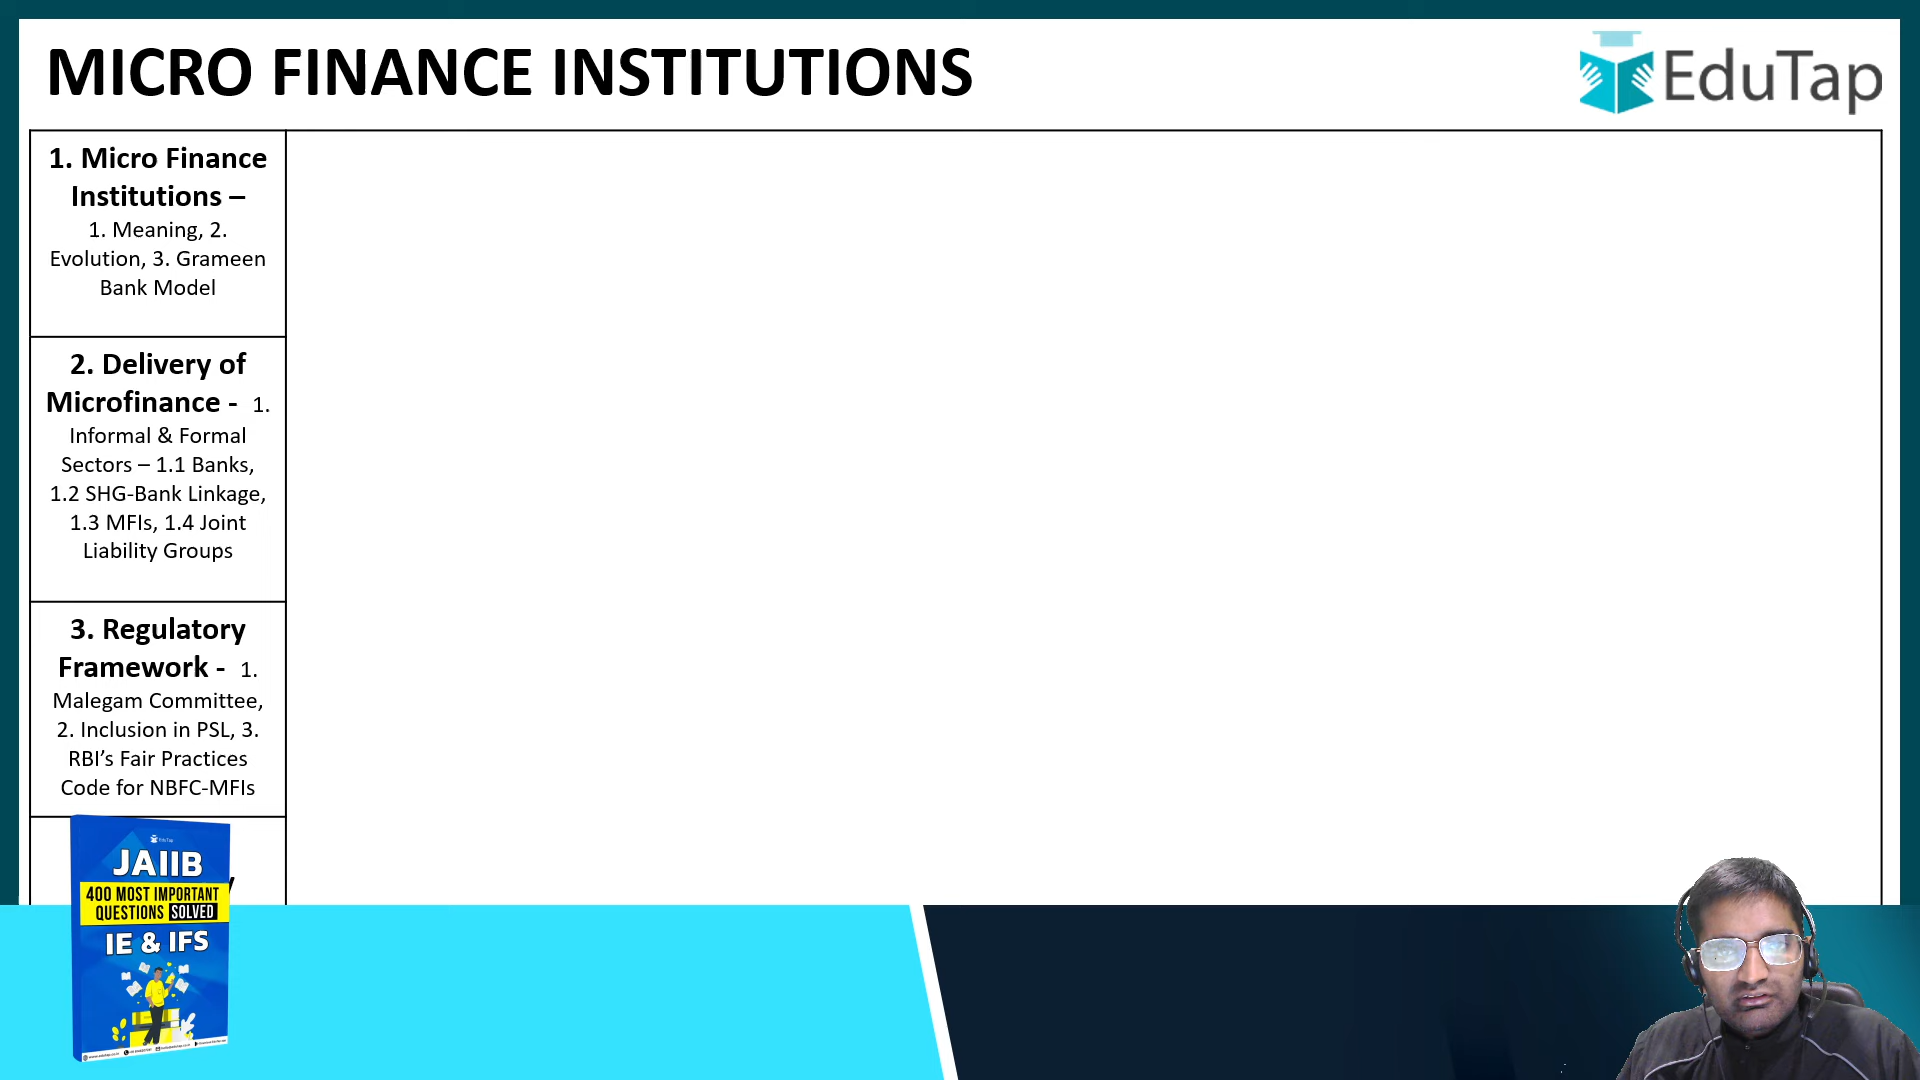 MICRO FINANCE INSTITUTIONS
EduTap
1. Micro Finance
Institutions –
1. Meaning, 2.
Evolution, 3. Grameen
Bank Model
2. Delivery of
Microfinance - 1.
Informal & Formal
Sectors – 1.1 Banks,
1.2 SHG-Bank Linkage,
1.3 MFIs, 1.4 Joint
Liability Groups
3. Regulatory
Framework - 1.
Malegam Committee,
2. Inclusion in PSL, 3.
RBI’s Fair Practices
Code for NBFC-MFIs
EduTap
JAIIB
400 MOST IMPORTANT
QUESTIONS SOLVED
IE & IFS